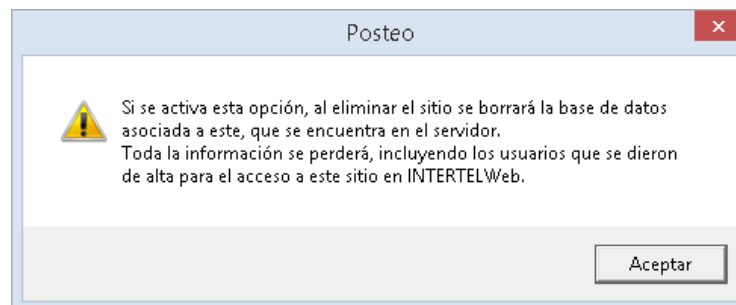 Posteo
Si se activa esta opción, al eliminar el sitio se borrará la base de datos
asociada a este, que se encuentra en el servidor.
Toda la información se perderá, incluyendo los usuarios que se dieron
de alta para el acceso a este sitio en INTERTELWeb.
Aceptar